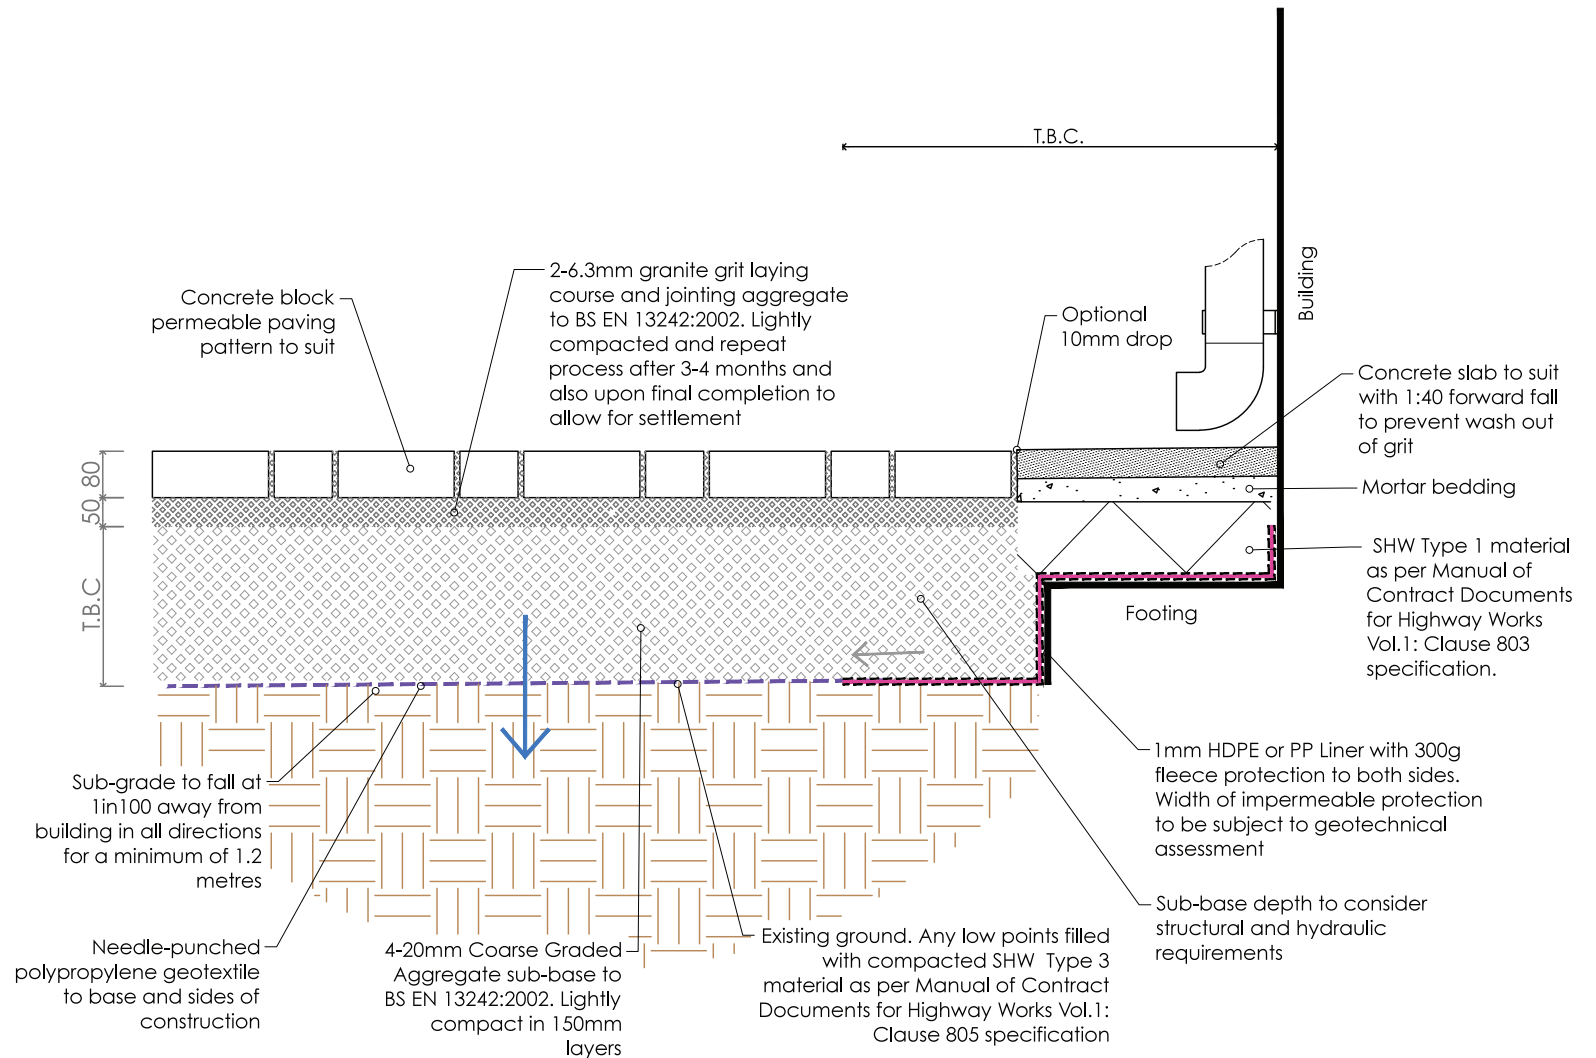 T.B.C.
Building
2-6.3mm granite grit laying
course and jointing aggregate
to BS EN 13242:2002. Lightly
compacted and repeat
process after 3-4 months and
also upon final completion to
allow for settlement
Concrete block
permeable paving
pattern to suit
Optional
10mm drop
Concrete slab to suit
with 1:40 forward fall
to prevent wash out
of grit
Mortar bedding
80
50
T.B.C
SHW Type 1 material
as per Manual of
Contract Documents
for Highway Works
Vol.1: Clause 803
specification.
Footing
1mm HDPE or PP Liner with 300g
fleece protection to both sides.
Width of impermeable protection
to be subject to geotechnical
assessment
Sub-grade to fall at
1in100 away from
building in all directions
for a minimum of 1.2
metres
Sub-base depth to consider
structural and hydraulic
requirements
Needle-punched
polypropylene geotextile
to base and sides of
construction
4-20mm Coarse Graded
Aggregate sub-base to
BS EN 13242:2002. Lightly
compact in 150mm
layers
Existing ground. Any low points filled
with compacted SHW Type 3
material as per Manual of Contract
Documents for Highway Works Vol.1:
Clause 805 specification